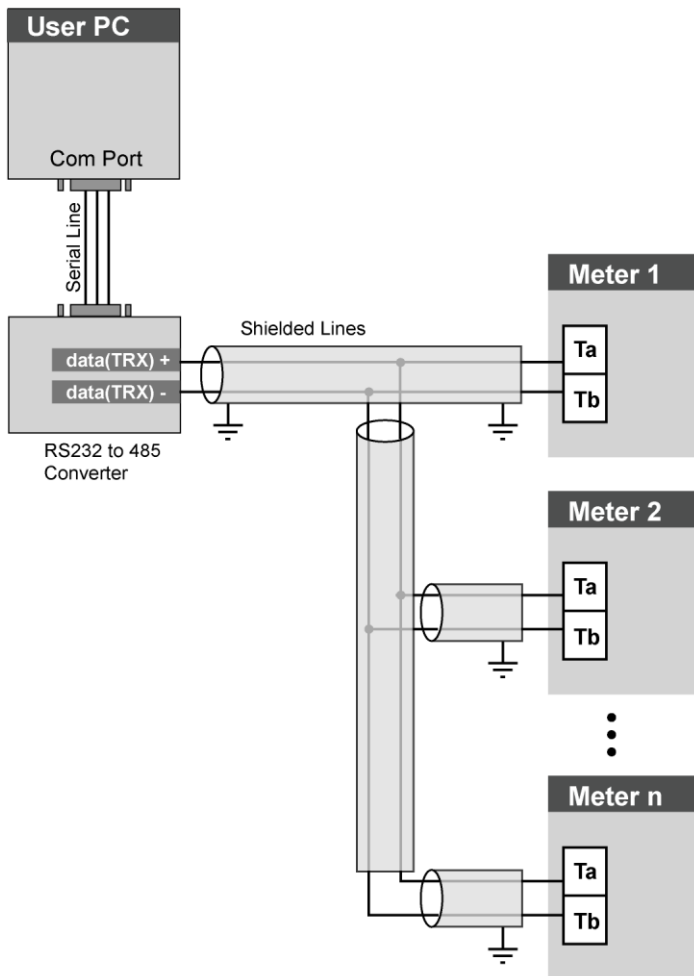 User PC
Com Port
Serial Line
data(TRX) +
data(TRX) -
RS232 to 485
Converter
Shielded Lines
Meter 1
Ta
Tb
Meter 2
Ta
Tb
Meter n
Ta
Tb